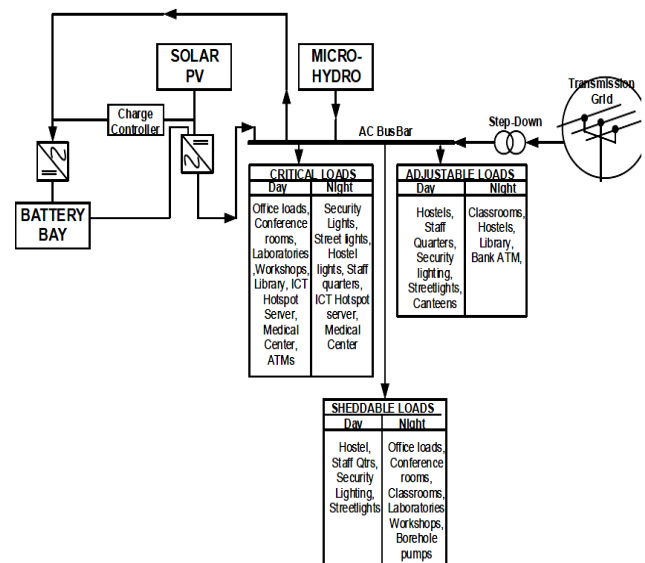 SOLAR
PV
MICRO-
HYDRO
Transmission
Grid
Charge
Controller
Step-Down
AC BusBar
BATTERY
BAY
CRITICAL LOADS
Day
Night
Office loads,
Conference
rooms,
Laboratories
,Workshops,
Library, ICT
Hotspot
Server,
Medical
Center,
ATMs
Security
Lights,
Street lights,
Hostel
lights, Staff
quarters,
ICT Hotspot
server,
Medical
Center
ADJUSTABLE LOADS
Day
Night
Hostels,
Staff
Quarters,
Security
lighting,
Streetlights,
Canteens
Classrooms,
Hostels,
Library,
Bank ATM,
SHEDDABLE LOADS
Day
Night
Hostel,
Staff Qtrs,
Security
Lighting,
Streetlights
Office loads,
Conference
rooms,
Classrooms,
Laboratories
Workshops,
Borehole
pumps